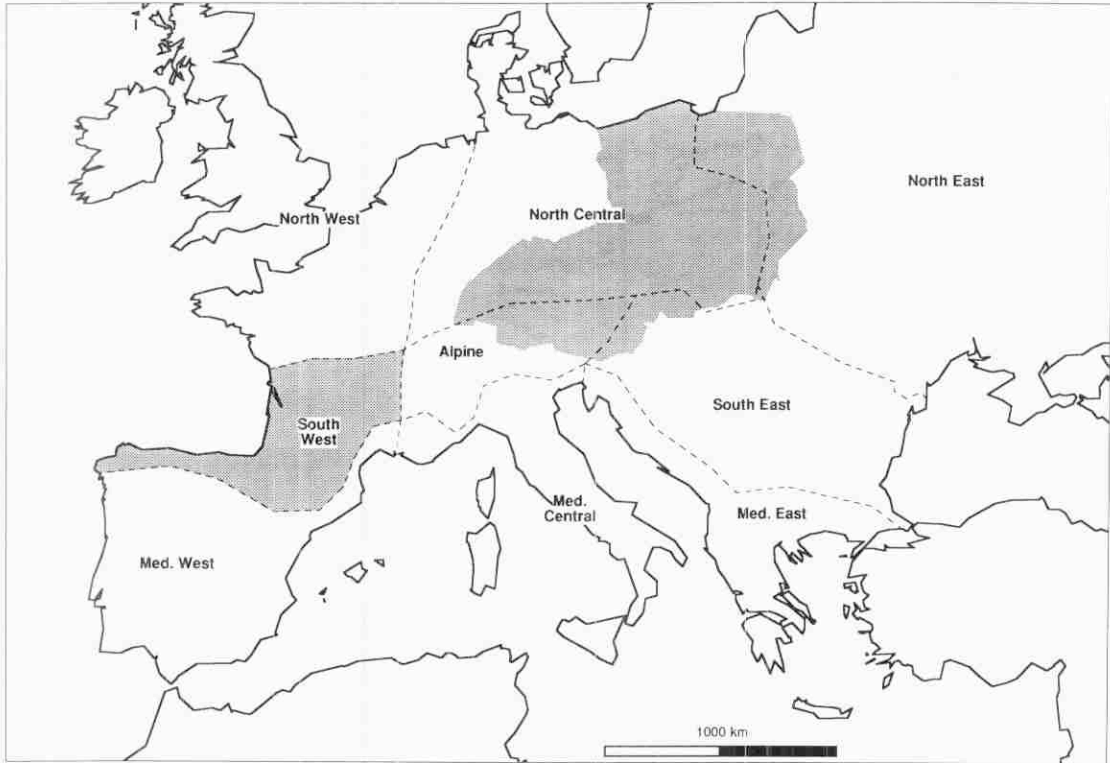 North East
North West
North Central
Alpine
South East
South
West
Med.
Central
Med. East
Med. West
1000 km